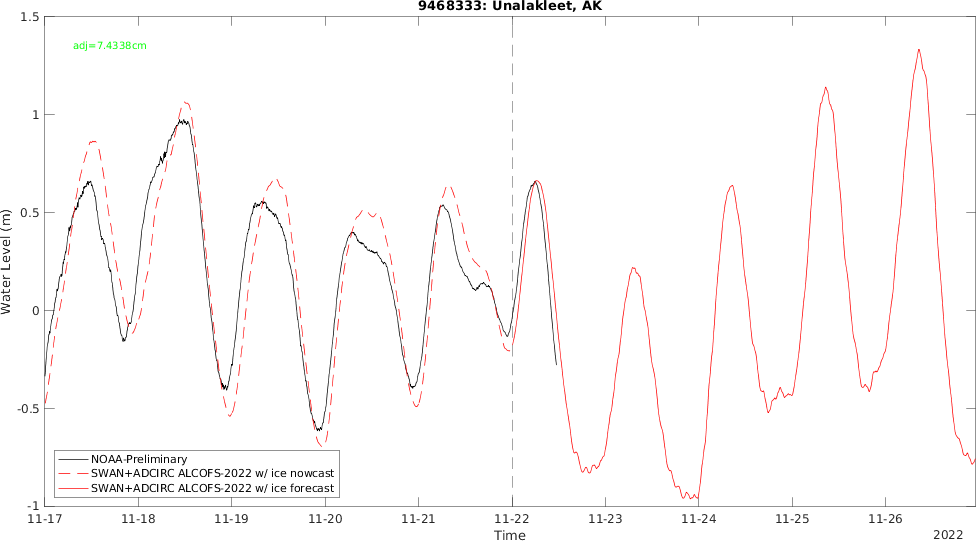 9468333: Unalakleet, AK
1.5
adj=7.4338cm
1
0.5
Water Level (m)
0
-0.5
NOAA-Preliminary
SWAN+ADCIRC ALCOFS-2022 w/ ice nowcast
SWAN+ADCIRC ALCOFS-2022 w/ ice forecast
-1
11-17 11-18 11-19 11-20 11-21 11-22 11-23 11-24 11-25 11-26
Time
2022